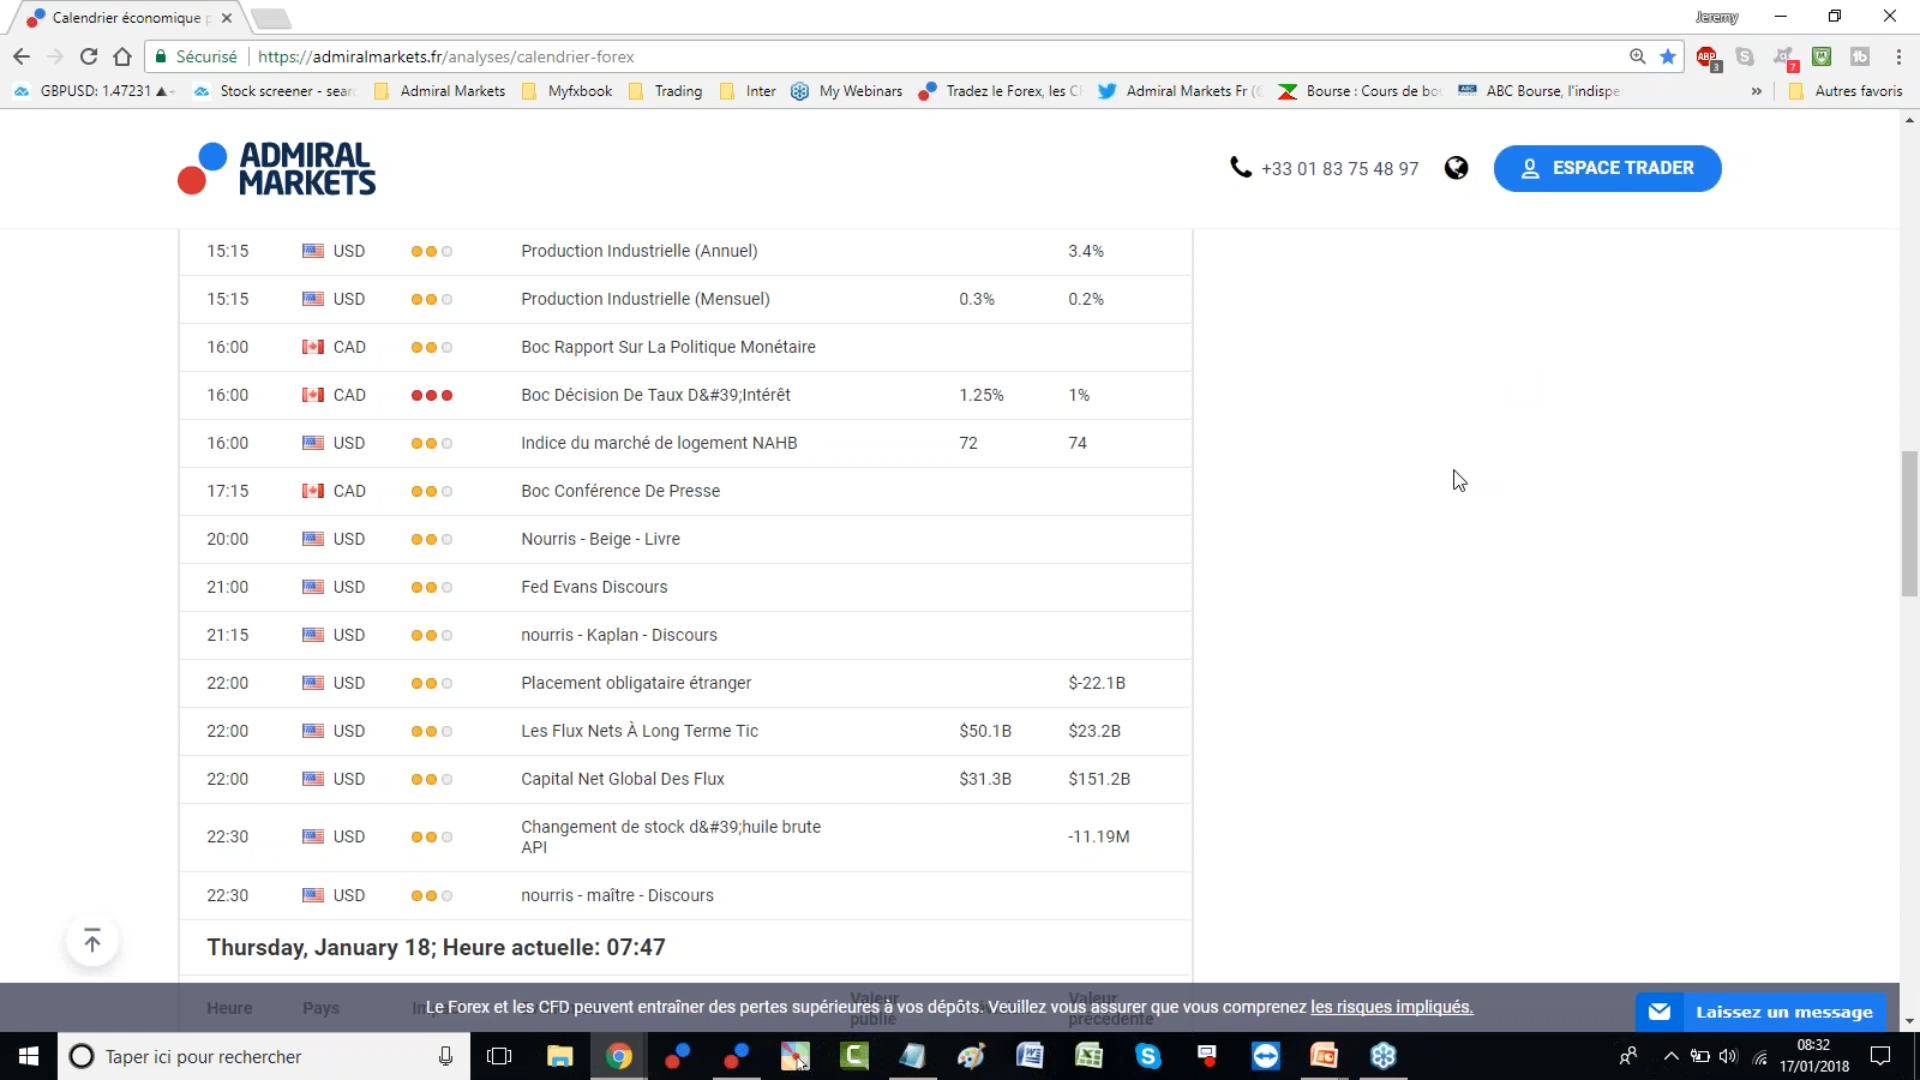 Calendrier économique
Jeremy
Sécurisé
https://admiralmarkets.fr/analyses/calendrier-forex
ABP
3
7
GBPUSD: 1.47231 ▲
Stock screener - sear
Admiral Markets
Myfxbook
Trading
Inter
My Webinars
Tradez le Forex, les C
Admiral Markets Fr (
Bourse : Cours de bo
ABC Bourse, l'indispe
»
Autres favoris
ADMIRAL
MARKETS
+33 01 83 75 48 97
ESPACE TRADER
15:15 USD Production Industrielle (Annuel) 3.4%
15:15 USD Production Industrielle (Mensuel) 0.3% 0.2%
16:00 CAD Boc Rapport Sur La Politique Monétaire
16:00 CAD Boc Décision De Taux D&#39;Intérêt 1.25% 1%
16:00 USD Indice du marché de logement NAHB 72 74
17:15 CAD Boc Conférence De Presse
20:00 USD Nourris - Beige - Livre
21:00 USD Fed Evans Discours
21:15 USD nourris - Kaplan - Discours
22:00 USD Placement obligataire étranger $-22.1B
22:00 USD Les Flux Nets À Long Terme Tic $50.1B $23.2B
22:00 USD Capital Net Global Des Flux $31.3B $151.2B
22:30 USD Changement de stock d&#39;huile brute -11.19M
API
22:30 USD nourris - maître - Discours
Thursday, January 18; Heure actuelle: 07:47
Heure Pays
Valeur
publié
Valeur
précédente
Le Forex et les CFD peuvent entraîner des pertes supérieures à vos dépôts. Veuillez vous assurer que vous comprenez les risques impliqués.
Laissez un message
Taper ici pour rechercher
08:32
17/01/2018